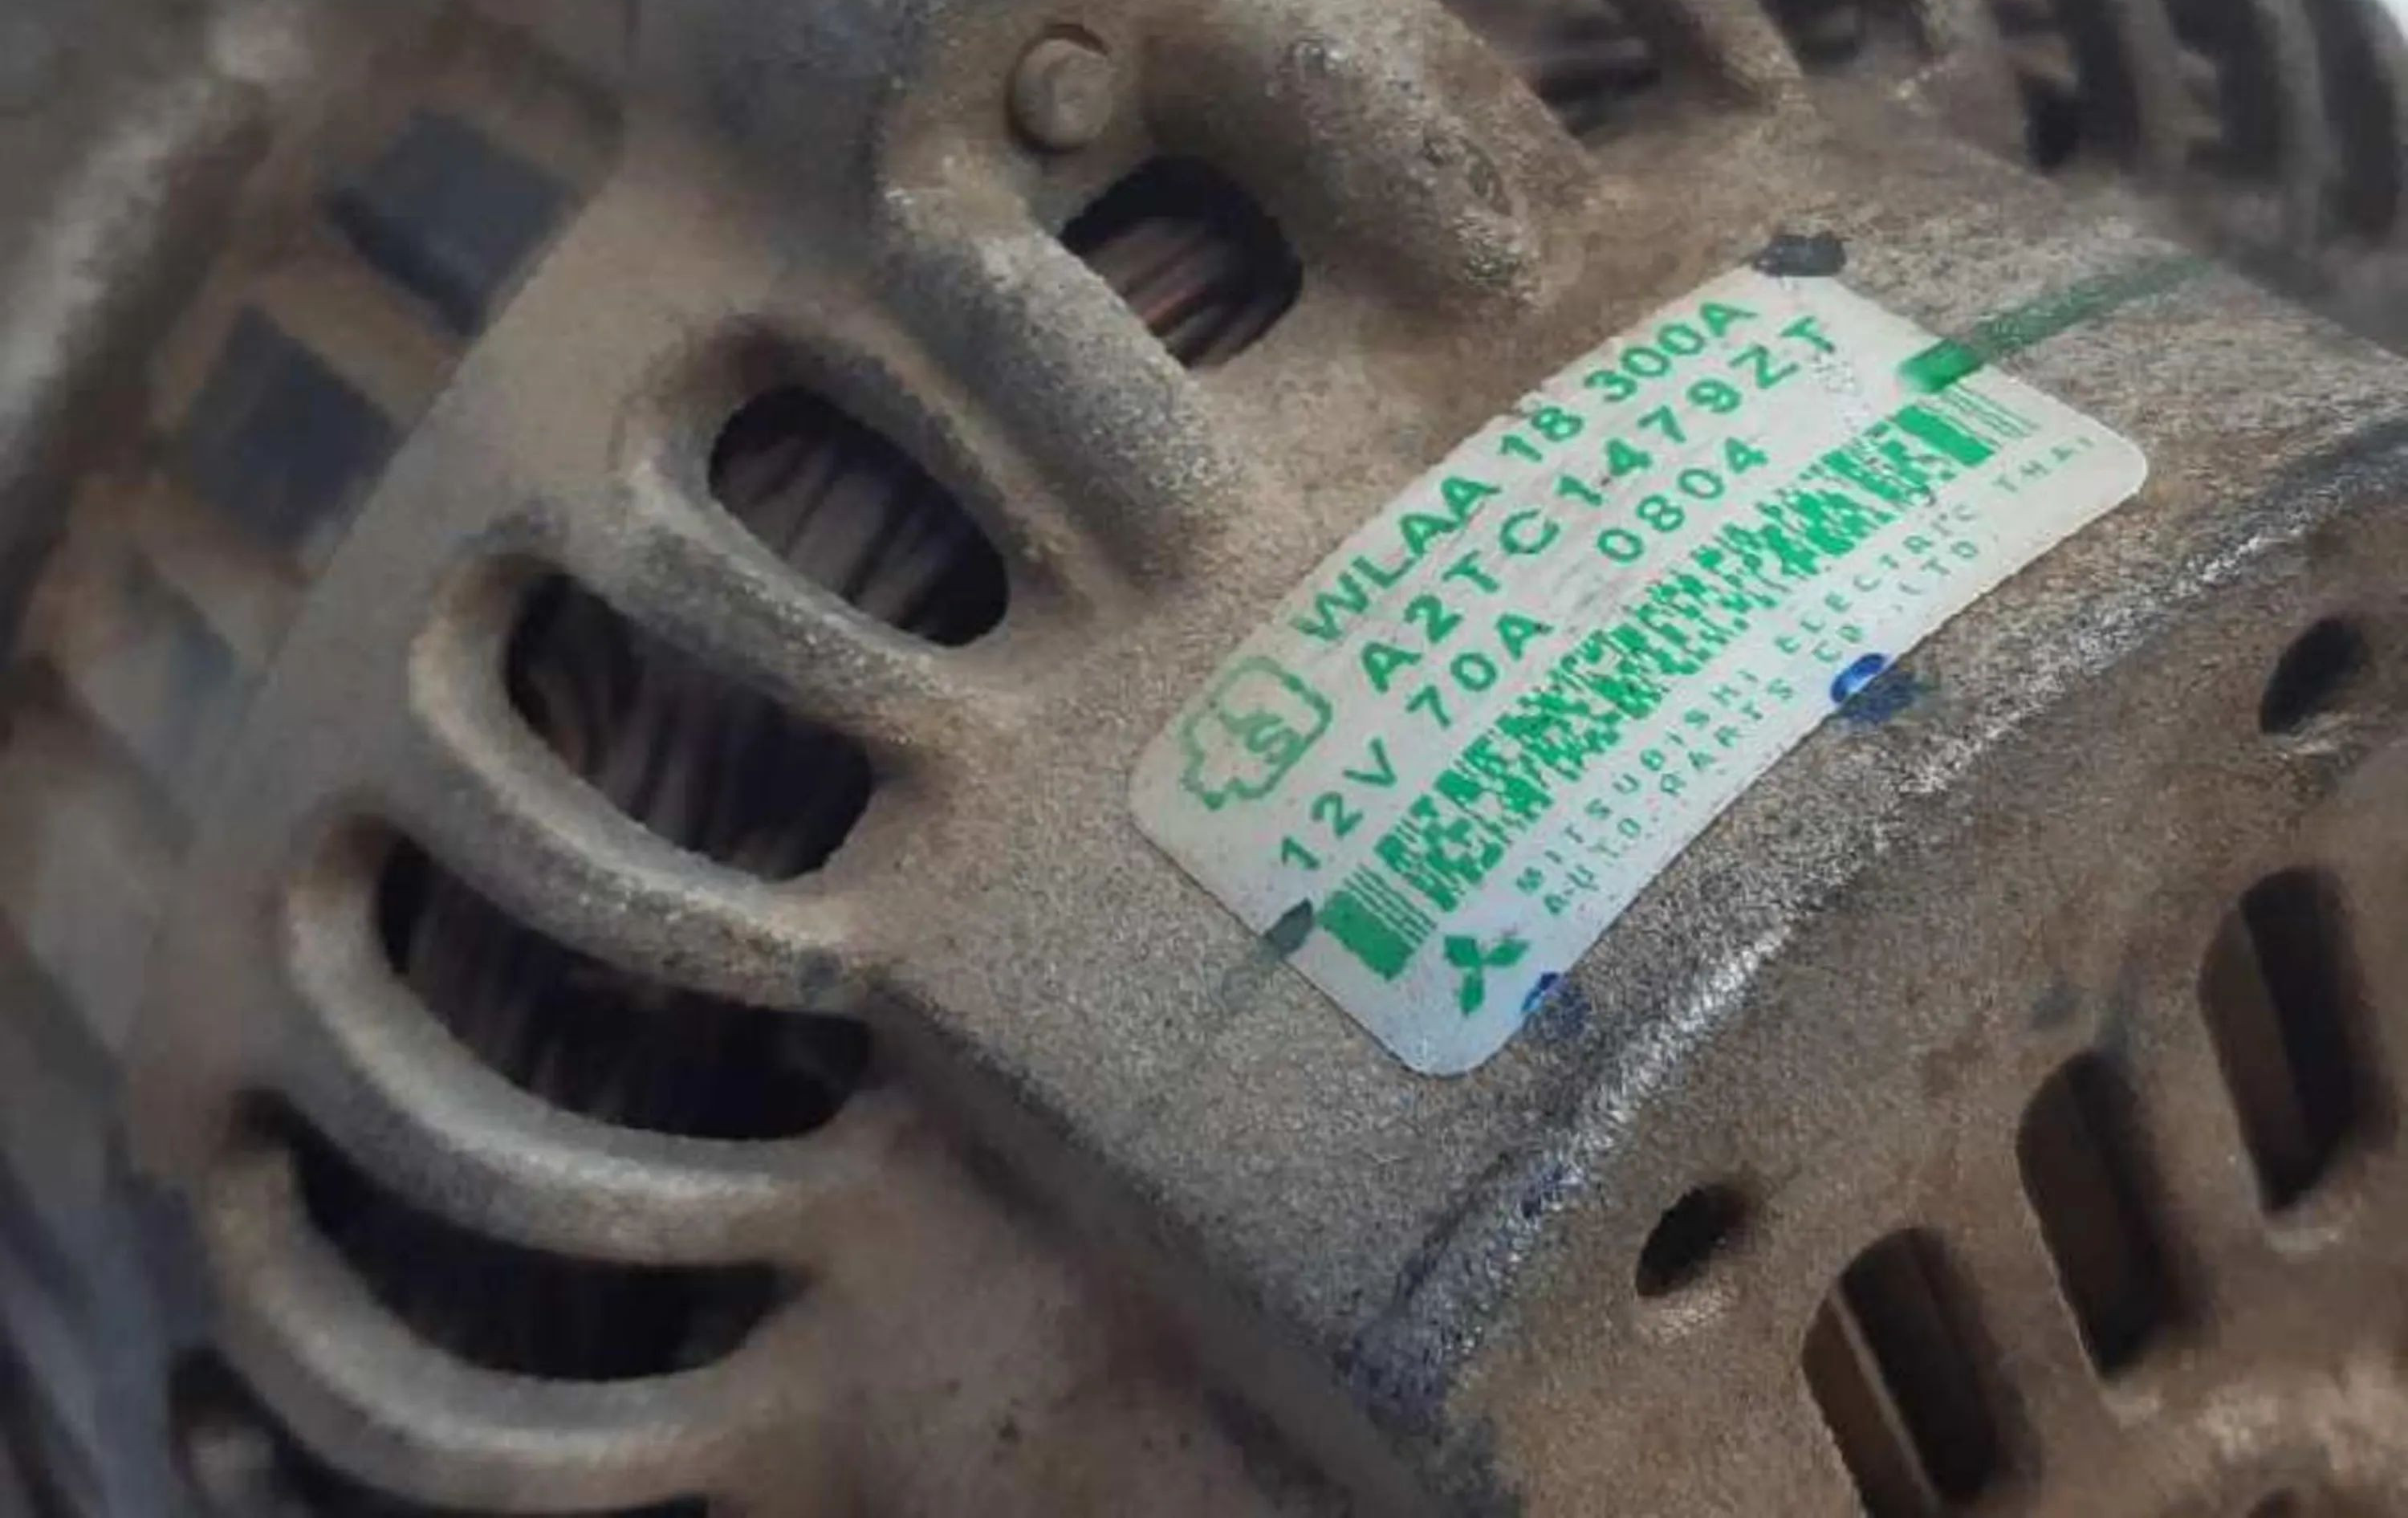 WLAA 18 300A
A2TC1479ZT
12V 70A 0804
MITSUBISHI ELECTRIC THAI
AUTO-PARTS CO.,LTD